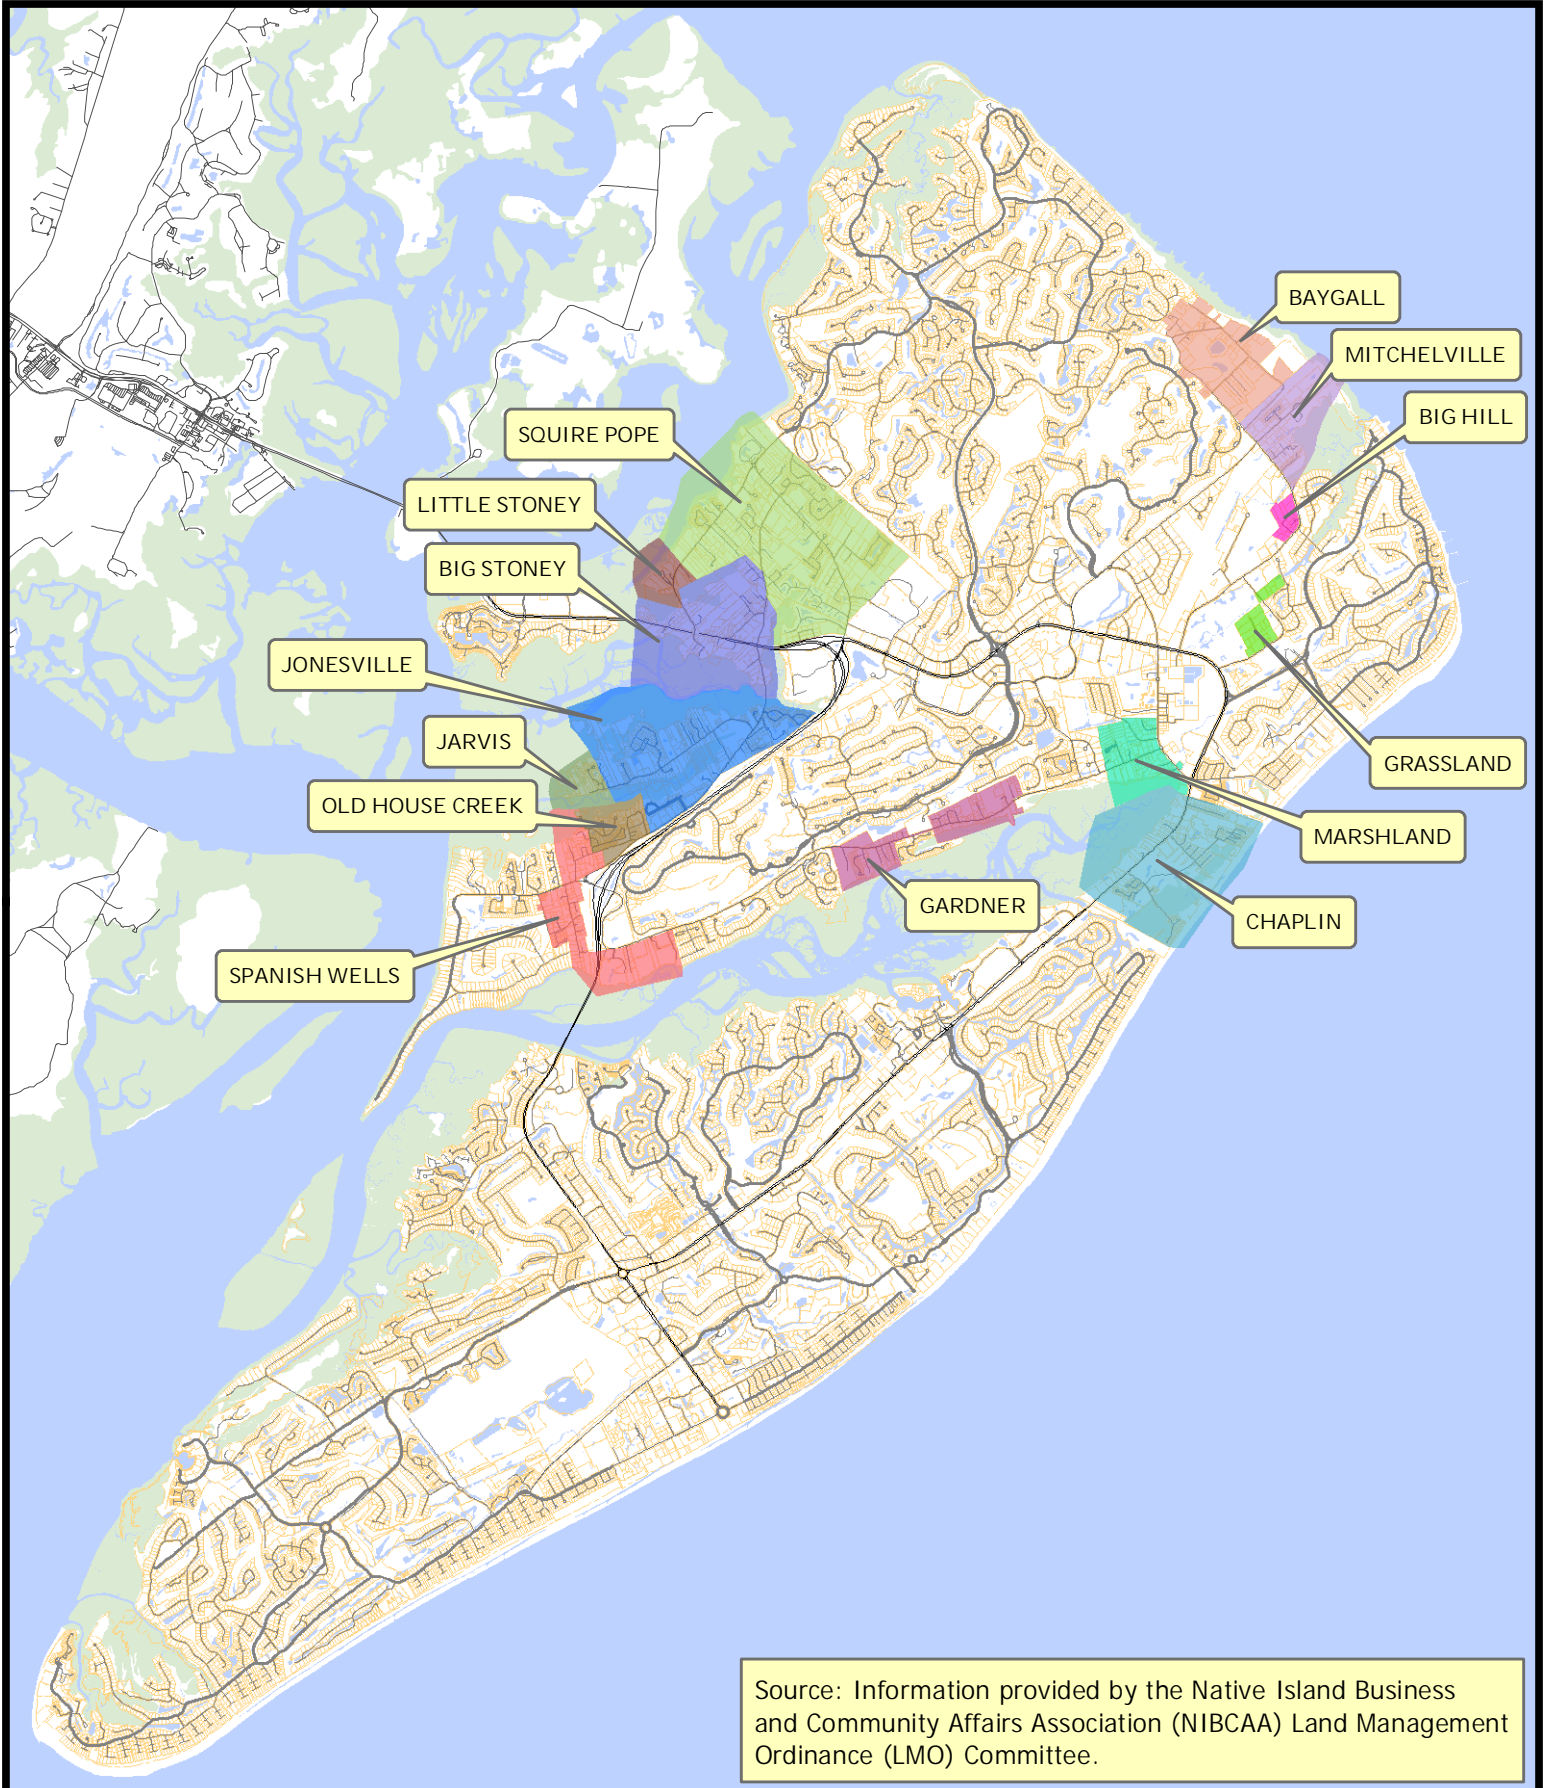 BAYGALL
MITCHELVILLE
BIG HILL
SQUIRE POPE
LITTLE STONEY
BIG STONEY
JONESVILLE
JARVIS
OLD HOUSE CREEK
GRASSLAND
MARSHLAND
GARDNER
CHAPLIN
SPANISH WELLS
Source: Information provided by the Native Island Business
and Community Affairs Association (NIBCAA) Land Management
Ordinance (LMO) Committee.